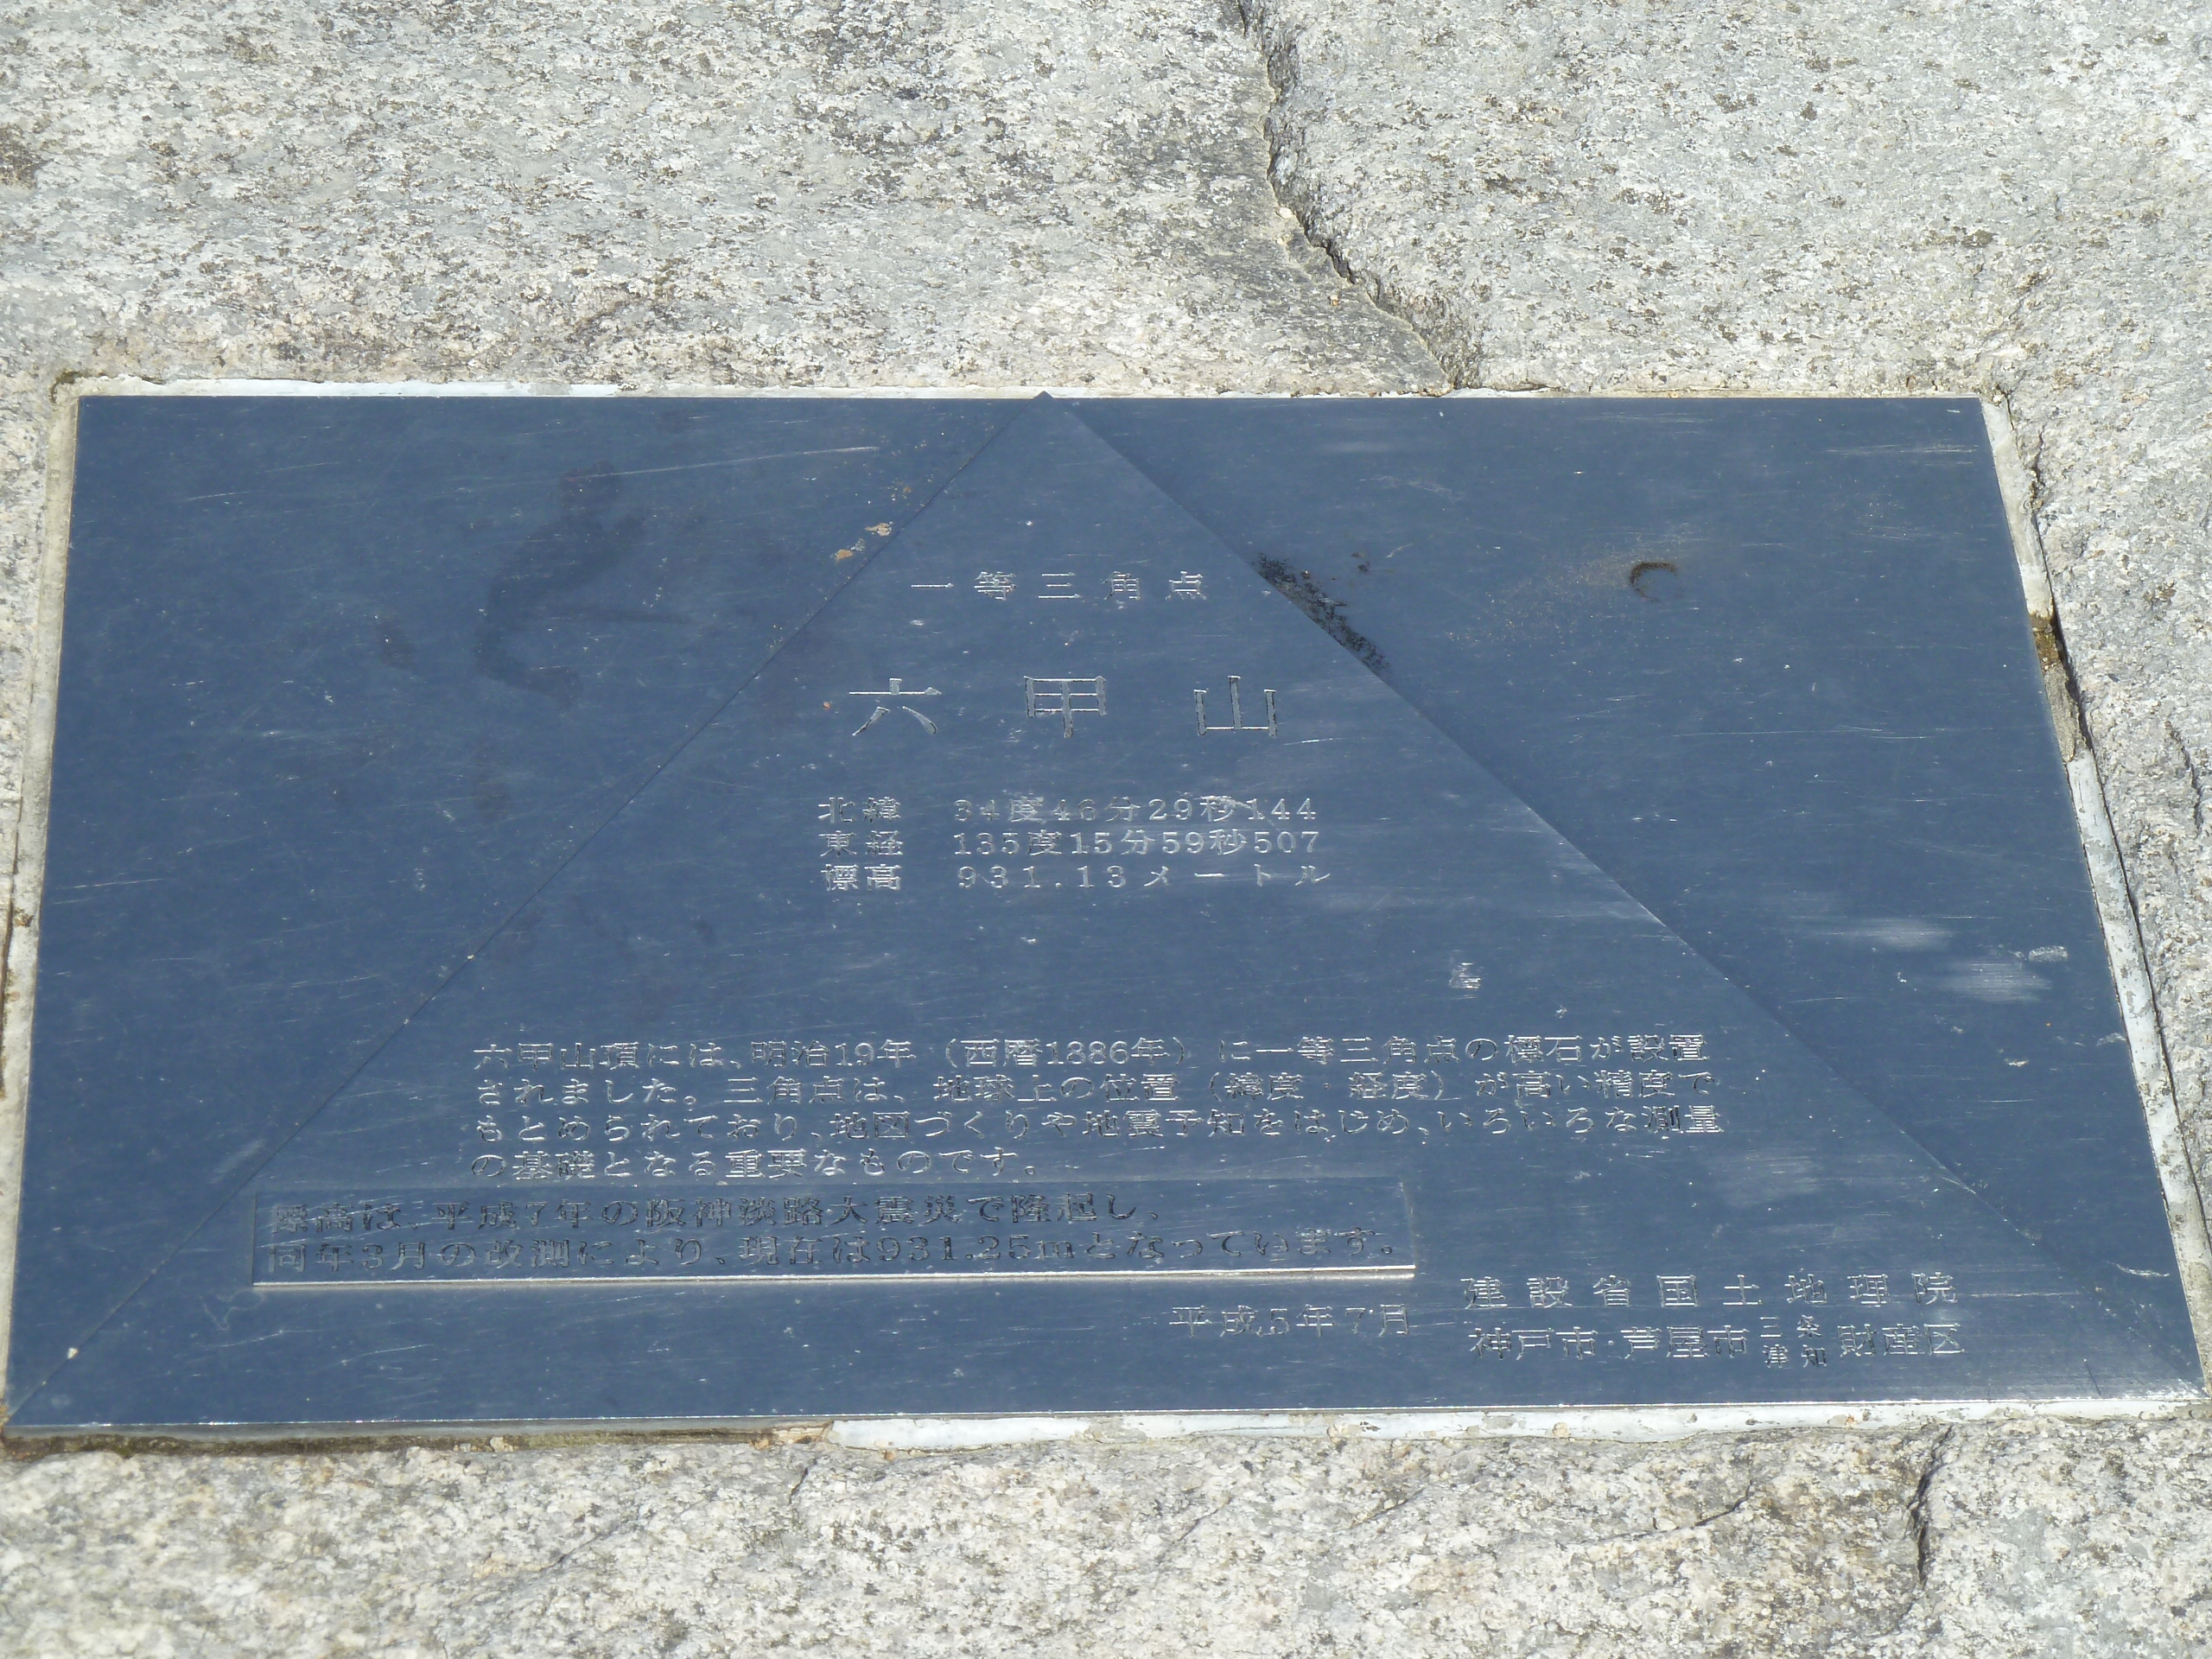 一等三角点
六甲山
北緯 34度46分29秒144
東経 135度15分59秒507
標高 931.13メートル
六甲山頂には、明治19年（西暦1886年）に一等三角点の標石が設置
されました。三角点は、地球上の位置（緯度・経度）が高い精度で
もとめられており、地図づくりや地震予知をはじめ、いろいろな測量
の基礎となる重要なものです。
標高は、平成7年の阪神淡路大震災で隆起し、
同年3月の改測により、現在は931.25mとなっています。
平成5年7月
建設省国土地理院
神戸市・芦屋市三条津知財産区